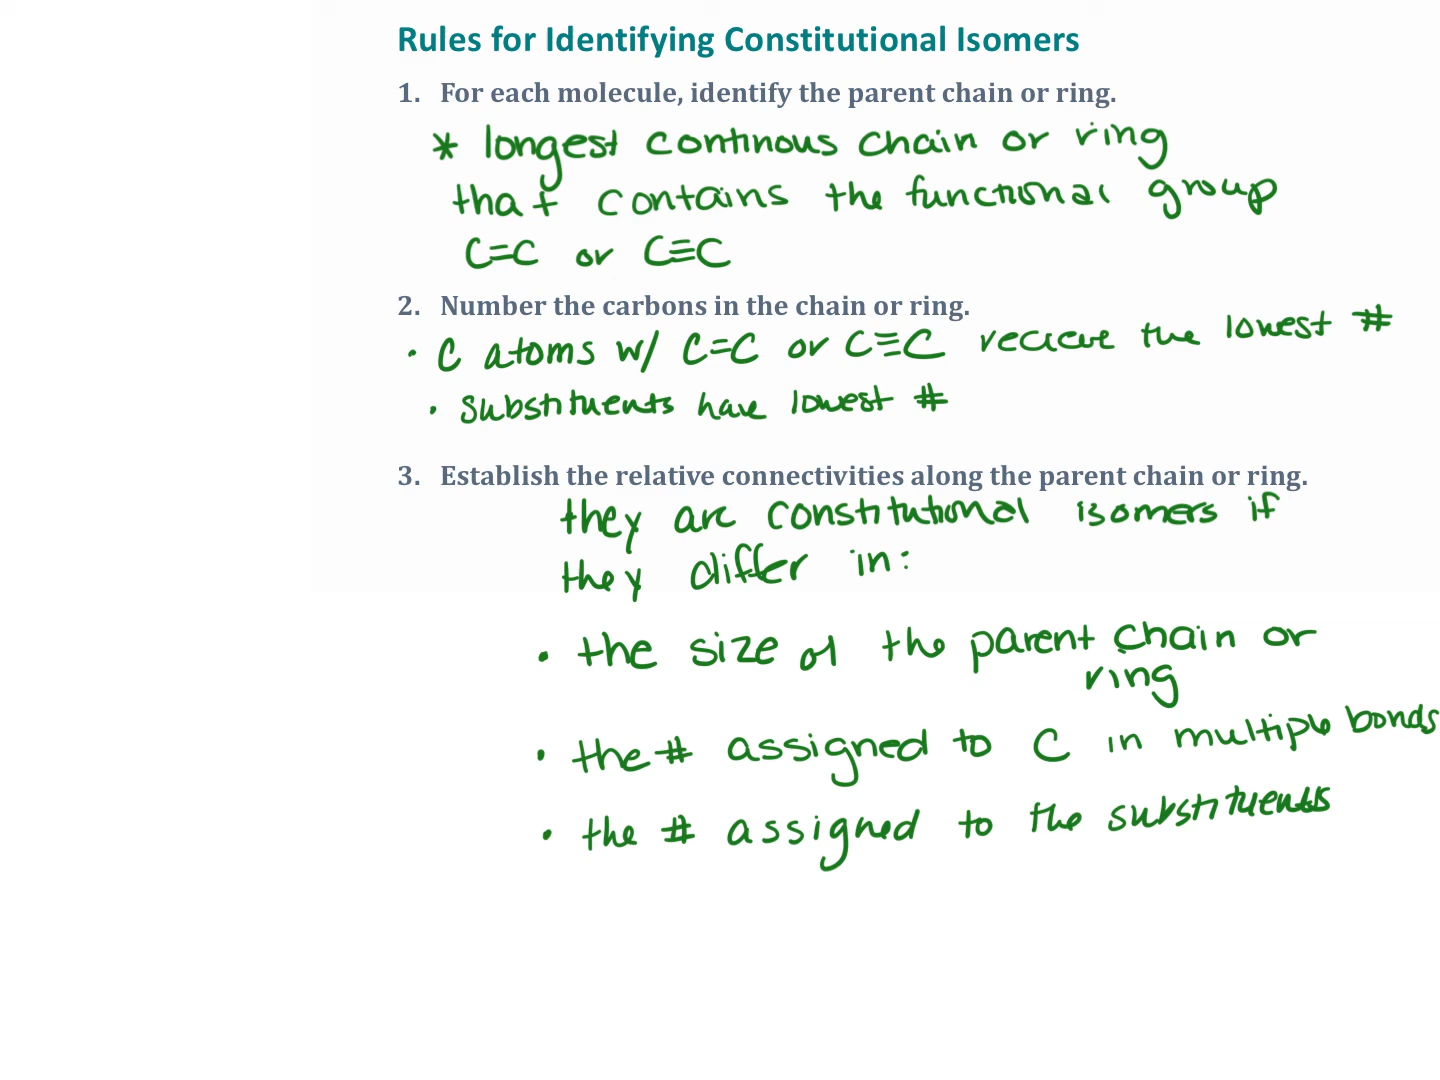 Rules for Identifying Constitutional Isomers
1. For each molecule, identify the parent chain or ring.
* longest continous chain or ring
that contains the functional group
C=C or C≡C
2. Number the carbons in the chain or ring.
• C atoms w/ C=C or C≡C recieve the lowest #
• substituents have lowest #
3. Establish the relative connectivities along the parent chain or ring.
they are constitutional isomers if
they differ in:
• the size of the parent chain or
ring
• the # assigned to C in multiple bonds
• the # assigned to the substituents